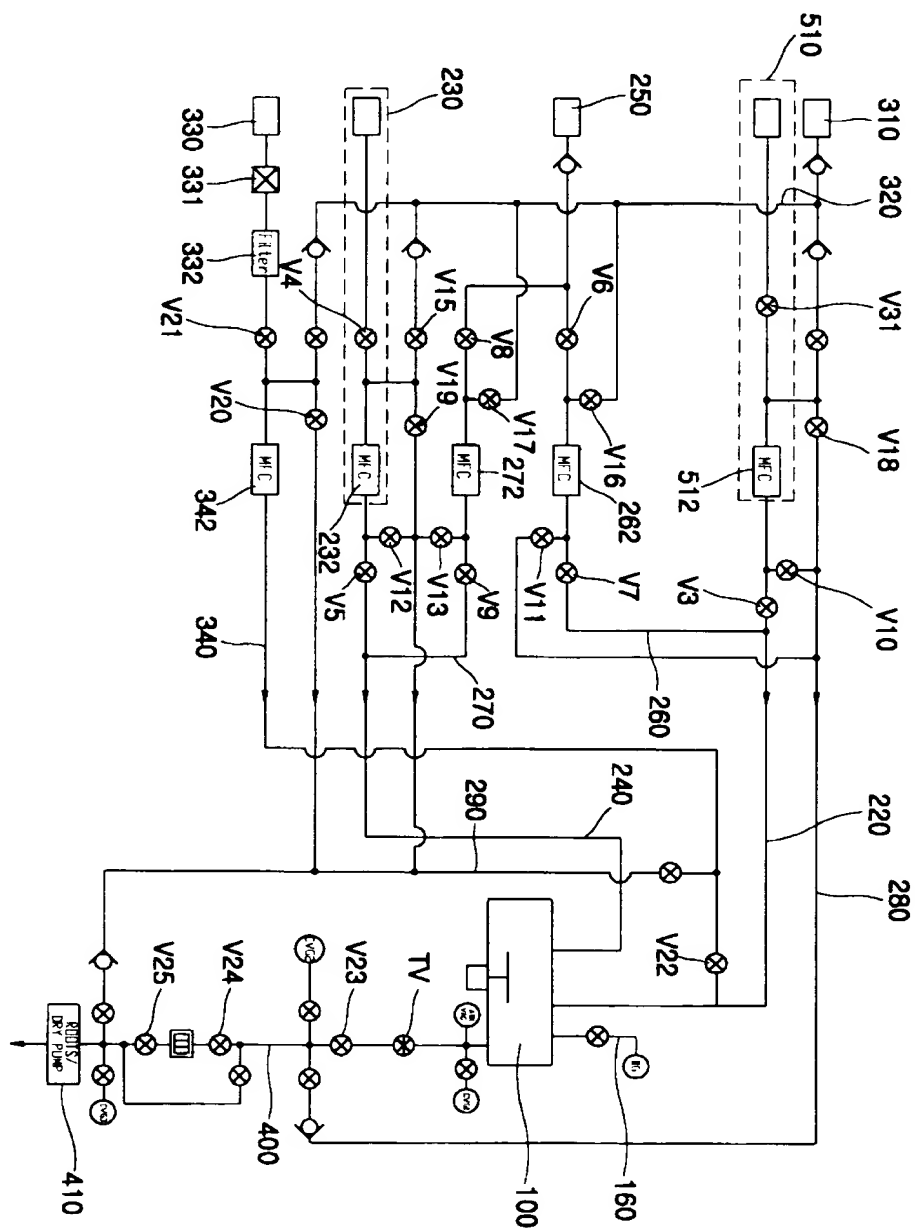 510
310
320
V31
V18
V10
280
220
MFC
512
V3
160
100
250
V6
V16
MFC
262
V7
V11
260
V22
240
V8
V17
MFC
272
V9
V13
270
290
TV
230
V15
V19
V4
MFC
232
V12
V5
V23
400
CVG2
330
331
332
Filter
V21
V20
MFC
342
340
V24
V25
ROOTS/
DRY PUMP
410